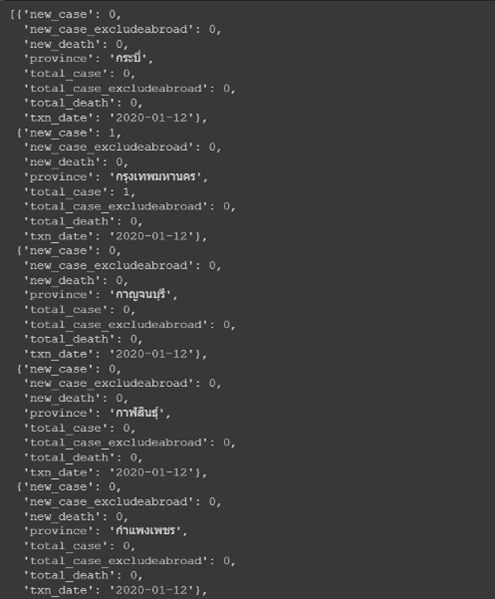 [{'new_case': 0,
'new_case_excludeabroad': 0,
'new_death': 0,
'province': 'กระบี่',
'total_case': 0,
'total_case_excludeabroad': 0,
'total_death': 0,
'txn_date': '2020-01-12'},
{'new_case': 1,
'new_case_excludeabroad': 0,
'new_death': 0,
'province': 'กรุงเทพมหานคร',
'total_case': 1,
'total_case_excludeabroad': 0,
'total_death': 0,
'txn_date': '2020-01-12'},
{'new_case': 0,
'new_case_excludeabroad': 0,
'new_death': 0,
'province': 'กาญจนบุรี',
'total_case': 0,
'total_case_excludeabroad': 0,
'total_death': 0,
'txn_date': '2020-01-12'},
{'new_case': 0,
'new_case_excludeabroad': 0,
'new_death': 0,
'province': 'กาฬสินธุ์',
'total_case': 0,
'total_case_excludeabroad': 0,
'total_death': 0,
'txn_date': '2020-01-12'},
{'new_case': 0,
'new_case_excludeabroad': 0,
'new_death': 0,
'province': 'กำแพงเพชร',
'total_case': 0,
'total_case_excludeabroad': 0,
'total_death': 0,
'txn_date': '2020-01-12'},